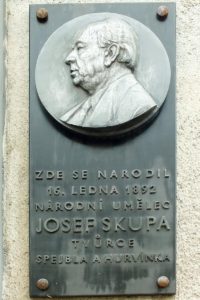 ZDE SE NARODIL
16. LEDNA 1892
NÁRODNÍ UMĚLEC
JOSEF SKUPA
TVŮRCE
SPEJBLA A HURVÍNKA